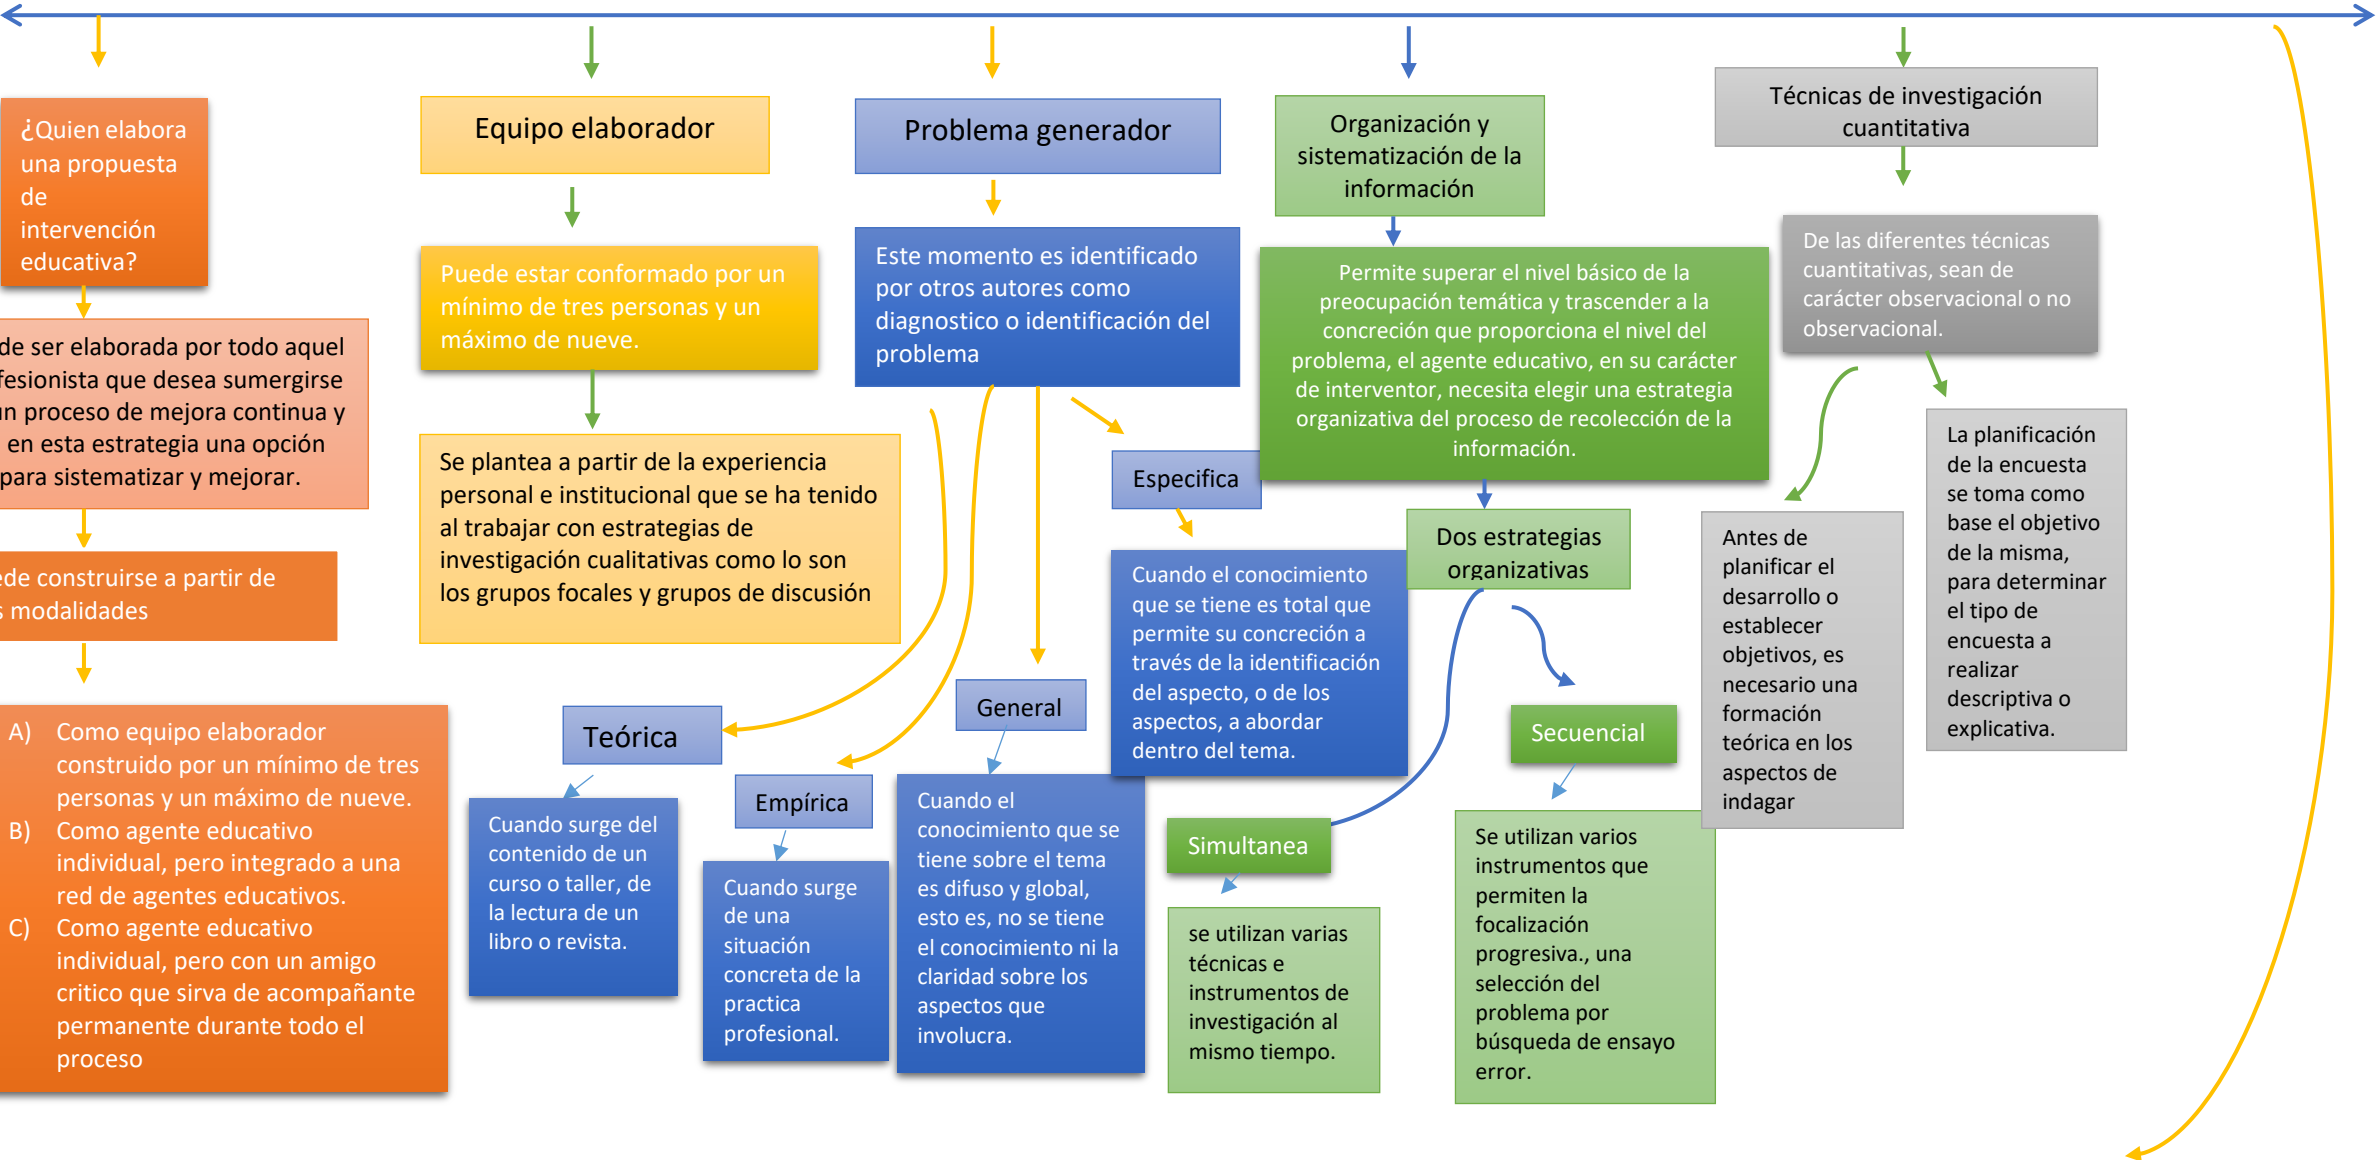 ¿Quien elabora
una propuesta
de
intervención
educativa?
de ser elaborada por todo aquel
fesionista que desea sumergirse
un proceso de mejora continua y
en esta estrategia una opción
para sistematizar y mejorar.
de construirse a partir de
s modalidades
A) Como equipo elaborador
construido por un mínimo de tres
personas y un máximo de nueve.
B) Como agente educativo
individual, pero integrado a una
red de agentes educativos.
C) Como agente educativo
individual, pero con un amigo
critico que sirva de acompañante
permanente durante todo el
proceso
Equipo elaborador
Puede estar conformado por un
mínimo de tres personas y un
máximo de nueve.
Se plantea a partir de la experiencia
personal e institucional que se ha tenido
al trabajar con estrategias de
investigación cualitativas como lo son
los grupos focales y grupos de discusión
Problema generador
Este momento es identificado
por otros autores como
diagnostico o identificación del
problema
Teórica
Cuando surge del
contenido de un
curso o taller, de
la lectura de un
libro o revista.
Empírica
Cuando surge
de una
situación
concreta de la
practica
profesional.
General
Cuando el
conocimiento que se
tiene sobre el tema
es difuso y global,
esto es, no se tiene
el conocimiento ni la
claridad sobre los
aspectos que
involucra.
Especifica
Cuando el conocimiento
que se tiene es total que
permite su concreción a
través de la identificación
del aspecto, o de los
aspectos, a abordar
dentro del tema.
Organización y
sistematización de la
información
Permite superar el nivel básico de la
preocupación temática y trascender a la
concreción que proporciona el nivel del
problema, el agente educativo, en su carácter
de interventor, necesita elegir una estrategia
organizativa del proceso de recolección de la
información.
Dos estrategias
organizativas
Simultanea
se utilizan varias
técnicas e
instrumentos de
investigación al
mismo tiempo.
Secuencial
Se utilizan varios
instrumentos que
permiten la
focalización
progresiva., una
selección del
problema por
búsqueda de ensayo
error.
Técnicas de investigación
cuantitativa
De las diferentes técnicas
cuantitativas, sean de
carácter observacional o no
observacional.
Antes de
planificar el
desarrollo o
establecer
objetivos, es
necesario una
formación
teórica en los
aspectos de
indagar
La planificación
de la encuesta
se toma como
base el objetivo
de la misma,
para determinar
el tipo de
encuesta a
realizar
descriptiva o
explicativa.